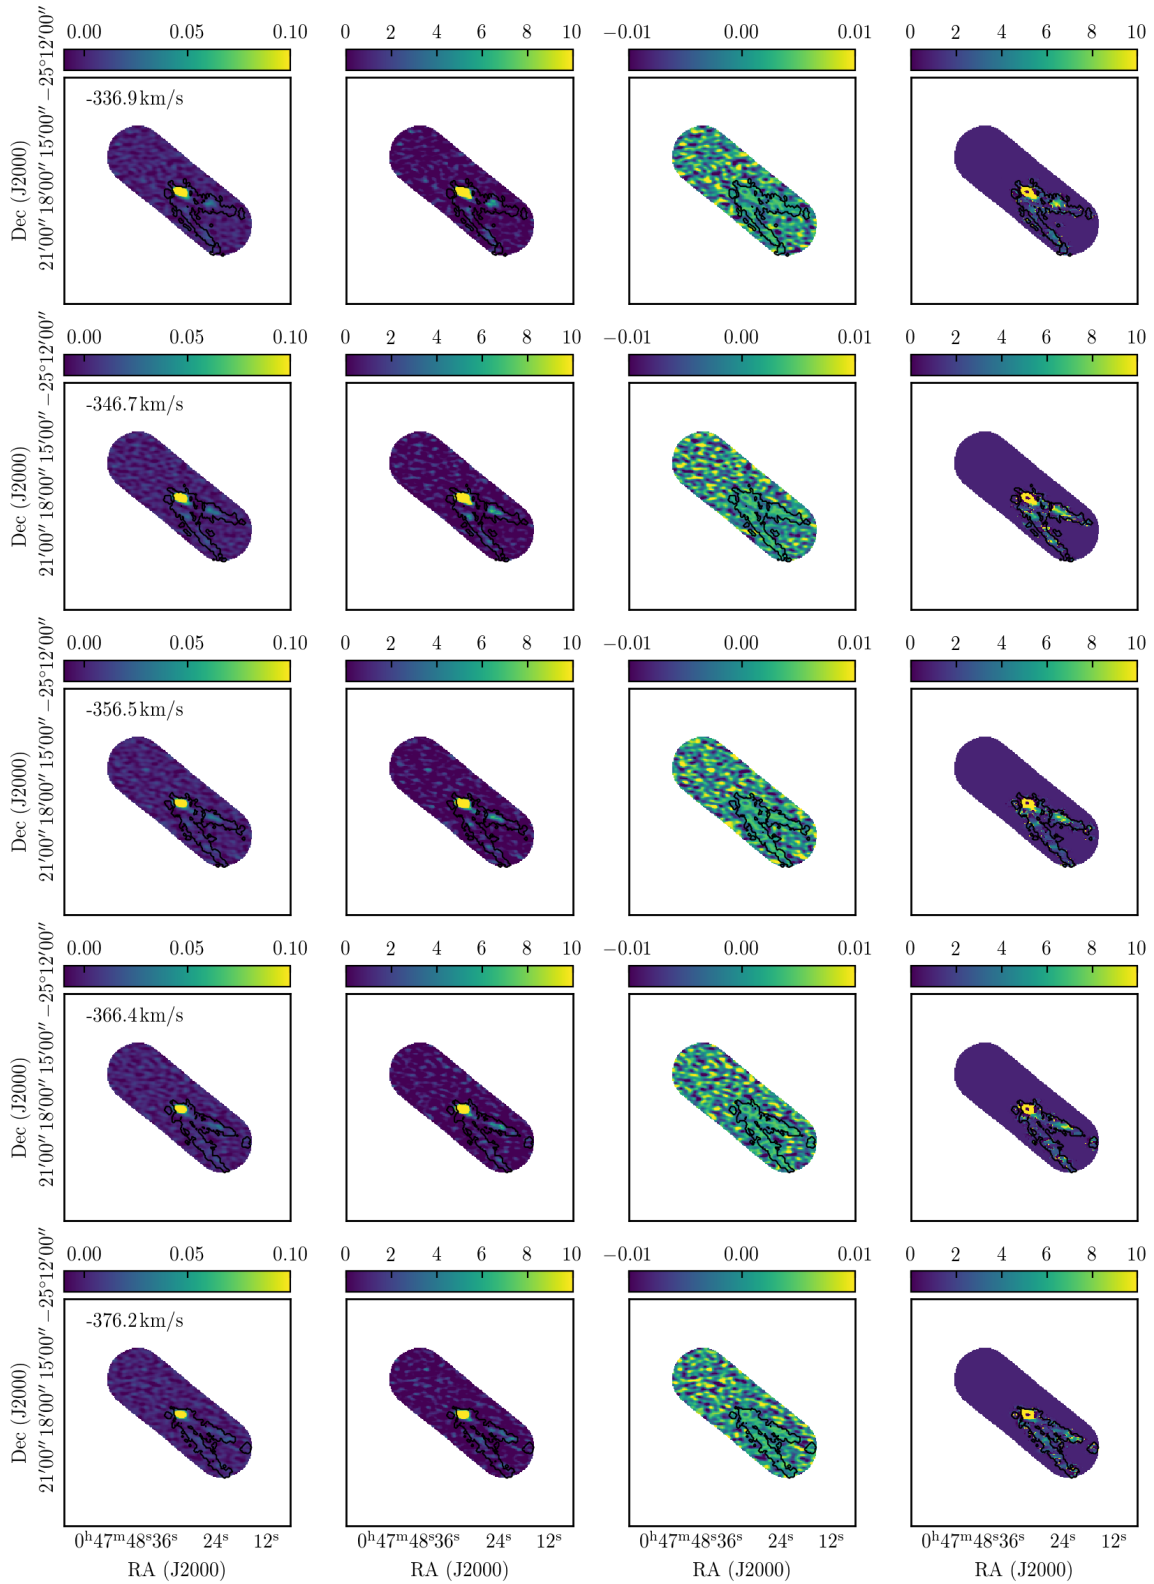 0.00 0.05 0.10 0 2 4 6 8 10 −0.01 0.00 0.01 0 2 4 6 8 10
-336.9km/s
Dec (J2000)
21′00″ 18′00″ 15′00″ −25°12′00″
0.00 0.05 0.10 0 2 4 6 8 10 −0.01 0.00 0.01 0 2 4 6 8 10
-346.7km/s
Dec (J2000)
21′00″ 18′00″ 15′00″ −25°12′00″
0.00 0.05 0.10 0 2 4 6 8 10 −0.01 0.00 0.01 0 2 4 6 8 10
-356.5km/s
Dec (J2000)
21′00″ 18′00″ 15′00″ −25°12′00″
0.00 0.05 0.10 0 2 4 6 8 10 −0.01 0.00 0.01 0 2 4 6 8 10
-366.4km/s
Dec (J2000)
21′00″ 18′00″ 15′00″ −25°12′00″
0.00 0.05 0.10 0 2 4 6 8 10 −0.01 0.00 0.01 0 2 4 6 8 10
-376.2km/s
Dec (J2000)
21′00″ 18′00″ 15′00″ −25°12′00″
0ʰ47ᵐ48ˢ36ˢ 24ˢ 12ˢ 0ʰ47ᵐ48ˢ36ˢ 24ˢ 12ˢ 0ʰ47ᵐ48ˢ36ˢ 24ˢ 12ˢ 0ʰ47ᵐ48ˢ36ˢ 24ˢ 12ˢ
RA (J2000) RA (J2000) RA (J2000) RA (J2000)